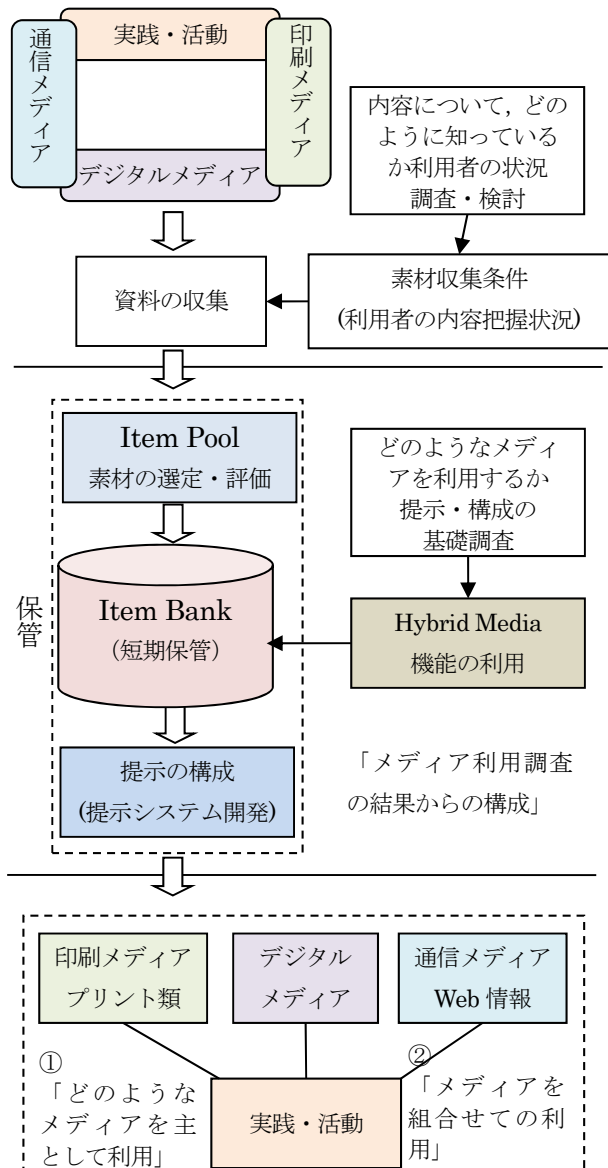 実践・活動
通信メディア
印刷メディア
デジタルメディア
内容について，どの
ように知っている
か利用者の状況
調査・検討
資料の収集
素材収集条件
(利用者の内容把握状況)
Item Pool
素材の選定・評価
どのようなメディ
アを利用するか
提示・構成の
基礎調査
保管
Item Bank
（短期保管）
Hybrid Media
機能の利用
提示の構成
(提示システム開発)
「メディア利用調査
の結果からの構成」
印刷メディア
プリント類
デジタル
メディア
通信メディア
Web 情報
①
「どのような
メディアを主
として利用」
実践・活動
②
「メディアを
組合せての利
用」